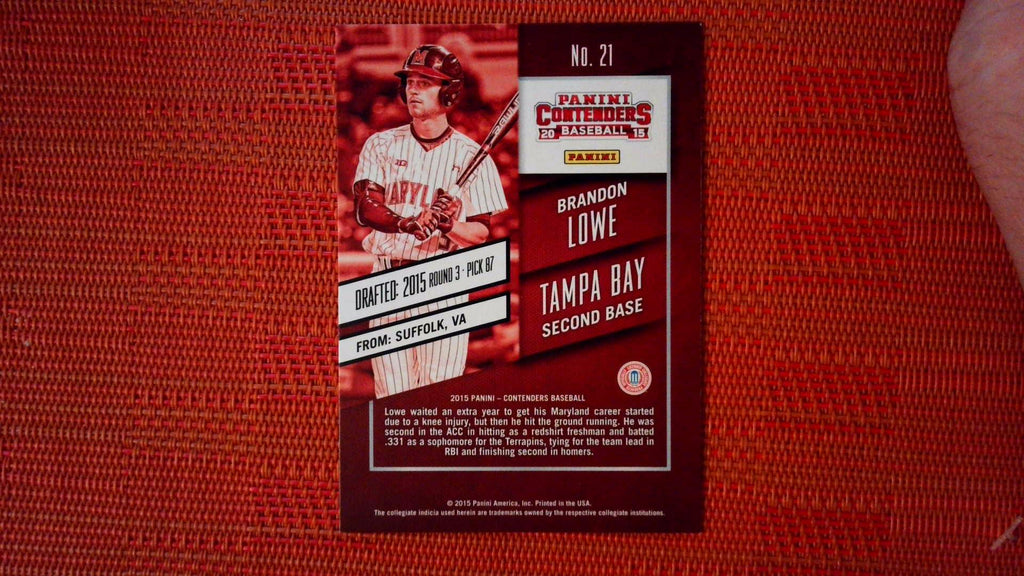 No. 21
PANINI
CONTENDERS
20 BASEBALL 15
PANINI
BRANDON
LOWE
TAMPA BAY
SECOND BASE
M
MARYL
DRAFTED: 2015 ROUND 3 · PICK 87
FROM: SUFFOLK, VA
2015 PANINI – CONTENDERS BASEBALL
Lowe waited an extra year to get his Maryland career started
due to a knee injury, but then he hit the ground running. He was
second in the ACC in hitting as a redshirt freshman and batted
.331 as a sophomore for the Terrapins, tying for the team lead in
RBI and finishing second in homers.
© 2015 Panini America, Inc. Printed in the USA.
The collegiate indicia used herein are trademarks owned by the respective collegiate institutions.